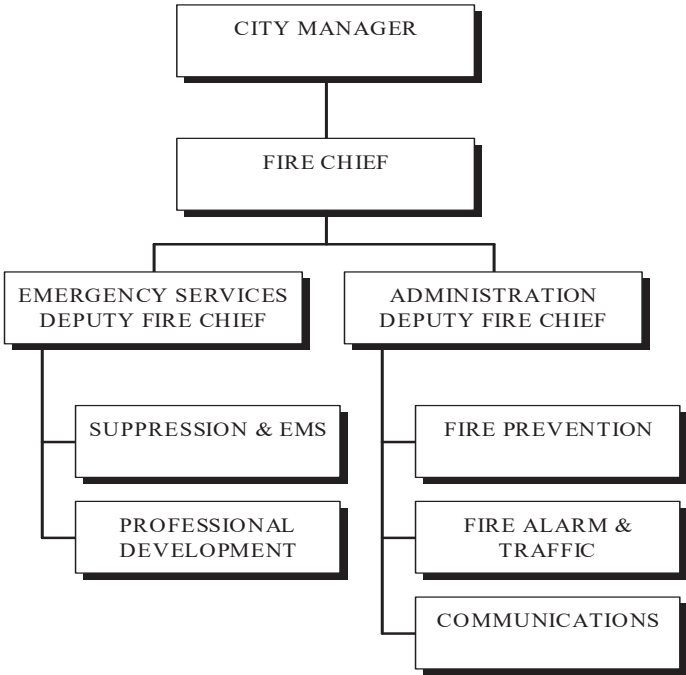 CITY MANAGER
FIRE CHIEF
EMERGENCY SERVICES
DEPUTY FIRE CHIEF
ADMINISTRATION
DEPUTY FIRE CHIEF
SUPPRESSION & EMS
PROFESSIONAL
DEVELOPMENT
FIRE PREVENTION
FIRE ALARM &
TRAFFIC
COMMUNICATIONS